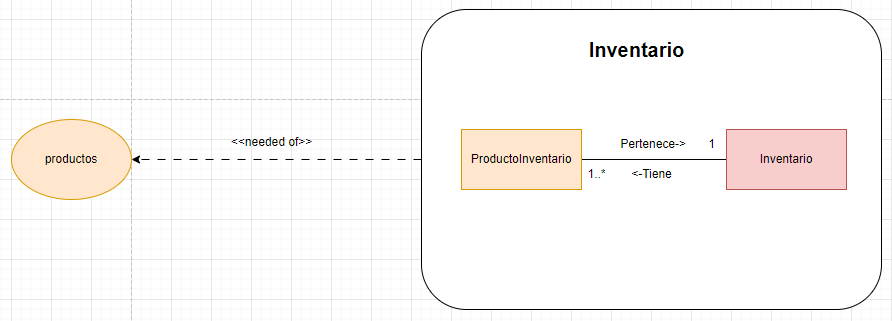 Inventario
productos
<<needed of>>
ProductoInventario
Pertenece->
1
1..*
<-Tiene
Inventario